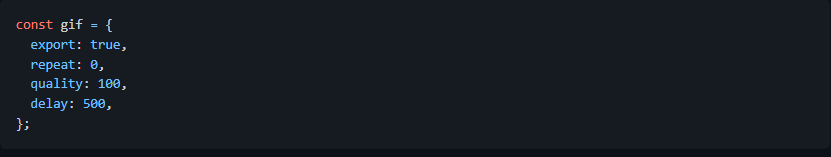 const gif = {
  export: true,
  repeat: 0,
  quality: 100,
  delay: 500,
};